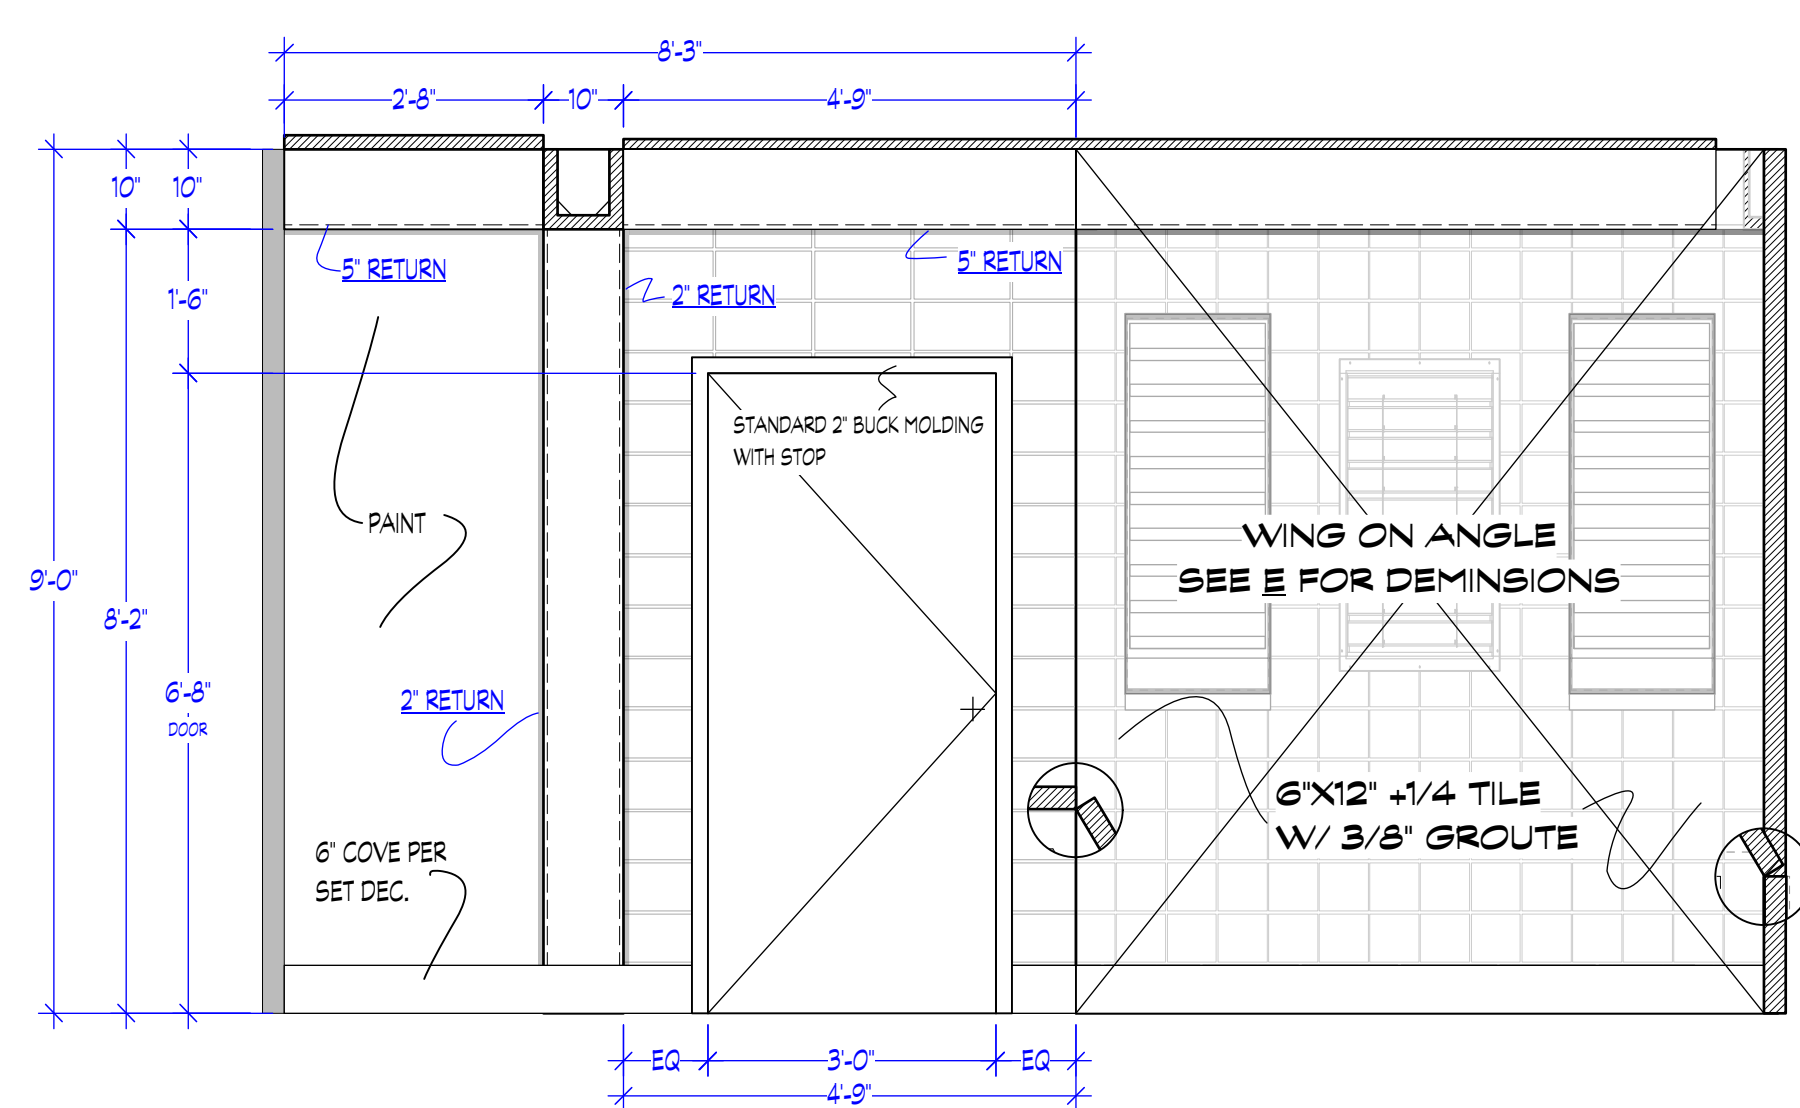 8'-3"
2'-8"
10"
4'-9"
10"
10"
5" RETURN
5" RETURN
2" RETURN
1'-6"
STANDARD 2" BUCK MOLDING
WITH STOP
PAINT
WING ON ANGLE
SEE E FOR DEMINSIONS
9'-0"
8'-2"
6'-8"
DOOR
2" RETURN
6"X12" +1/4 TILE
W/ 3/8" GROUTE
6" COVE PER
SET DEC.
EQ
3'-0"
EQ
4'-9"